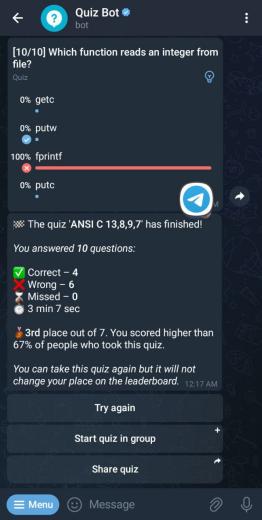 Quiz Bot
bot
[10/10] Which function reads an integer from
file?
Quiz
0% getc
0% putw
100% fprintf
0% putc
M
🏁 The quiz 'ANSI C 13,8,9,7' has finished!
You answered 10 questions:
✅ Correct – 4
❌ Wrong – 6
⌛ Missed – 0
⏱ 3 min 7 sec
🥉3rd place out of 7. You scored higher than
67% of people who took this quiz.
You can take this quiz again but it will not
change your place on the leaderboard. 12:17 AM
Try again
Start quiz in group
Share quiz
Menu
Message